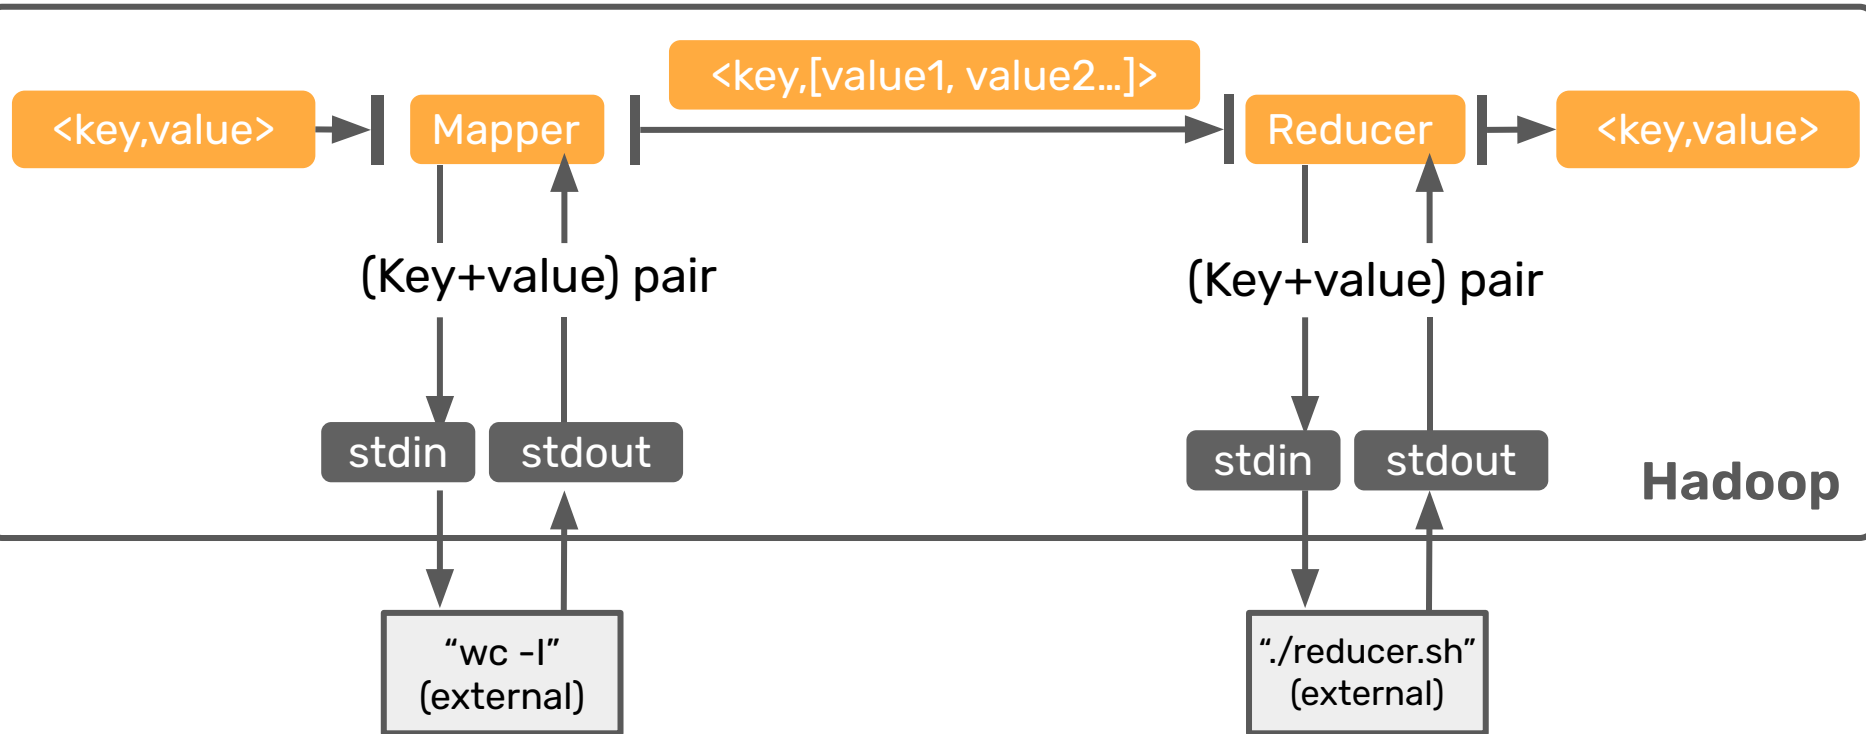 <key,[value1, value2...]>
<key,value>
Mapper
Reducer
<key,value>
(Key+value) pair
(Key+value) pair
stdin
stdout
stdin
stdout
Hadoop
“wc -l”
(external)
“./reducer.sh”
(external)